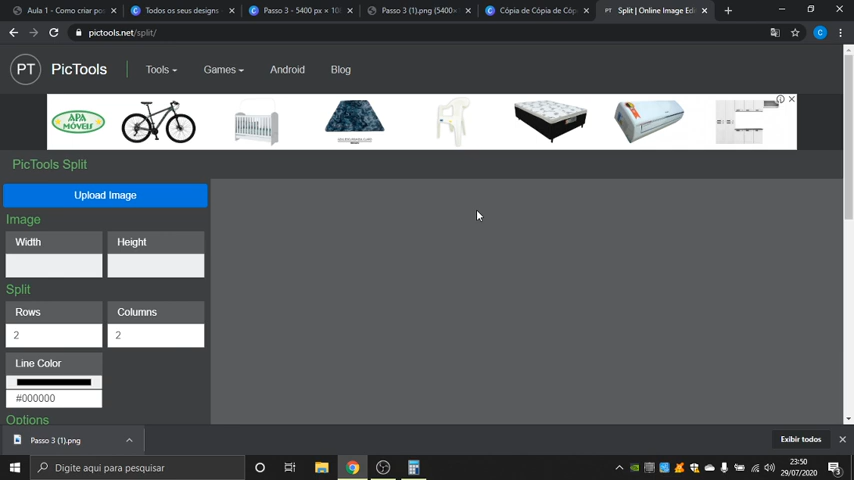 Aula 1 - Como criar po
Todos os seus designs
Passo 3 - 5400 px × 10
Passo 3 (1).png (5400×
Cópia de Cópia de Cóp
PT Split | Online Image Edi
pictools.net/split/
C
PT PicTools Tools Games Android Blog
APA MÓVEIS
PicTools Split
Upload Image
Image
Width Height
Split
Rows Columns
2 2
Line Color
#000000
Options
Passo 3 (1).png
Exibir todos
Digite aqui para pesquisar
23:50
29/07/2020
3